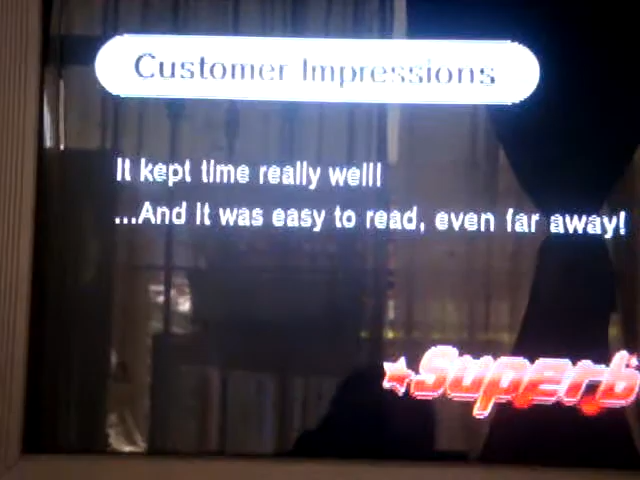 Customer Impressions
It kept time really well!
...And it was easy to read, even far away!
Superb